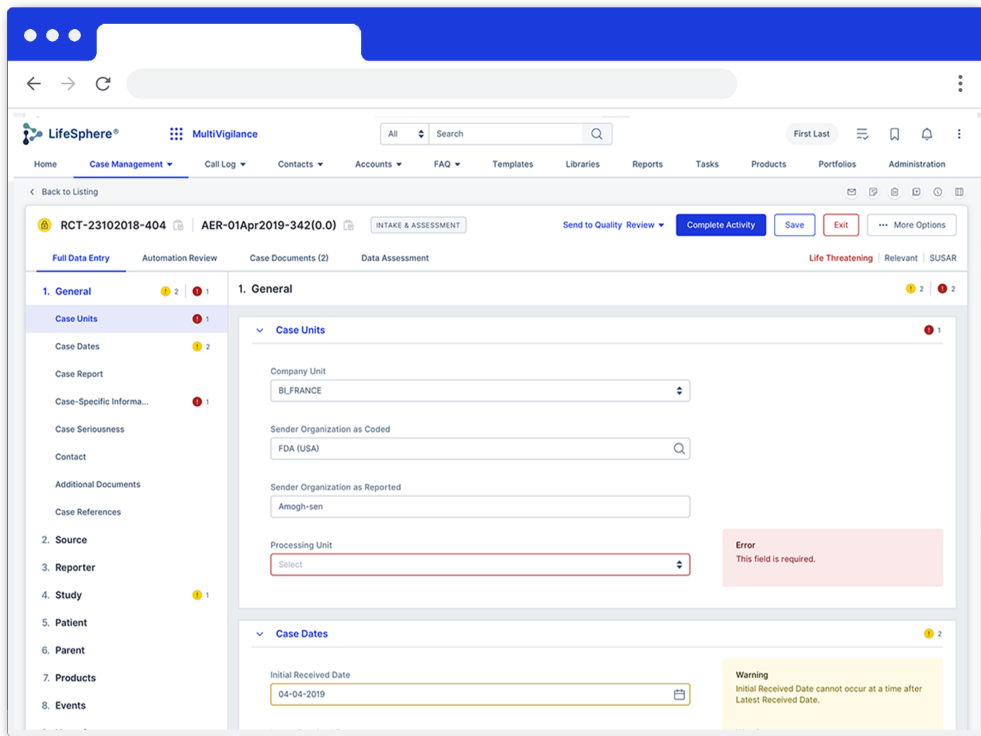 LifeSphere®
MultiVigilance
All
Search
First Last
Home
Case Management
Call Log
Contacts
Accounts
FAQ
Templates
Libraries
Reports
Tasks
Products
Portfolios
Administration
Back to Listing
RCT-23102018-404
AER-01Apr2019-342(0.0)
INTAKE & ASSESSMENT
Send to Quality Review
Complete Activity
Save
Exit
More Options
Full Data Entry
Automation Review
Case Documents (2)
Data Assessment
Life Threatening
Relevant
SUSAR
1. General
2
1
Case Units
1
Case Dates
2
Case Report
Case-Specific Informa...
1
Case Seriousness
Contact
Additional Documents
Case References
2. Source
3. Reporter
4. Study
1
5. Patient
6. Parent
7. Products
8. Events
1. General
2
2
Case Units
1
Company Unit
BI_FRANCE
Sender Organization as Coded
FDA (USA)
Sender Organization as Reported
Amogh-sen
Processing Unit
Select
Error
This field is required.
Case Dates
2
Initial Received Date
04-04-2019
Warning
Initial Received Date cannot occur at a time after
Latest Received Date.